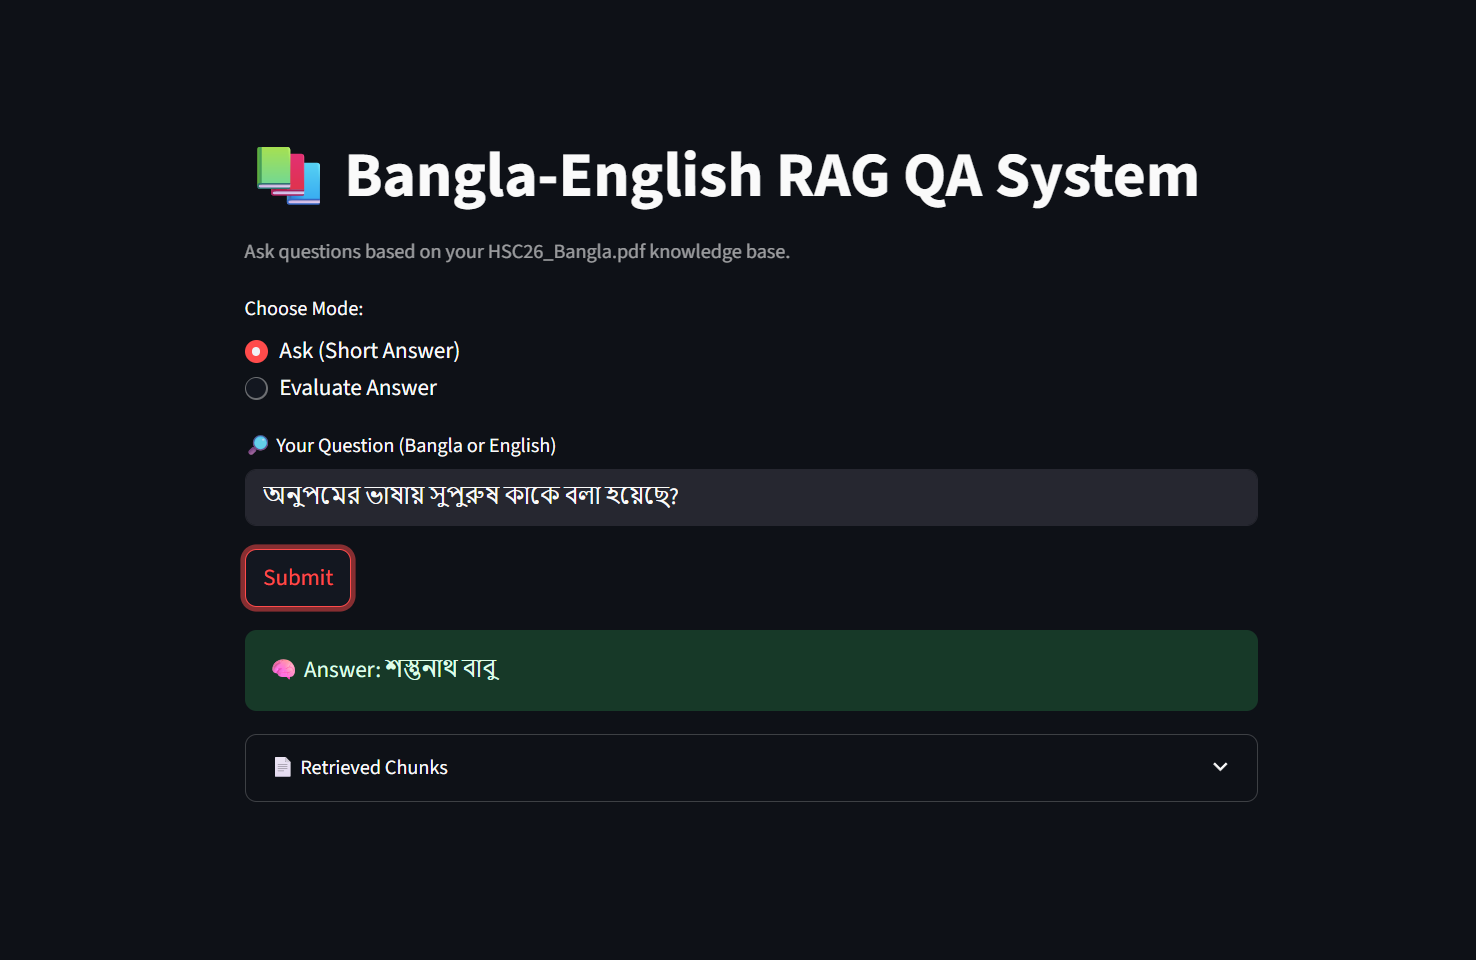 📚 Bangla-English RAG QA System
Ask questions based on your HSC26_Bangla.pdf knowledge base.
Choose Mode:
Ask (Short Answer)
Evaluate Answer
🔎 Your Question (Bangla or English)
অনুপমের ভাষায় সুপুরুষ কাকে বলা হয়েছে?
Submit
🧠 Answer: শস্তুনাথ বাবু
📄 Retrieved Chunks